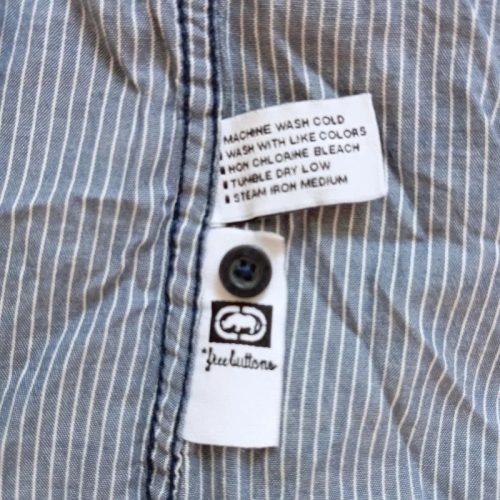 MACHINE WASH COLD
WASH WITH LIKE COLORS
NON CHLORINE BLEACH
TUMBLE DRY LOW
STEAM IRON MEDIUM
*free buttons